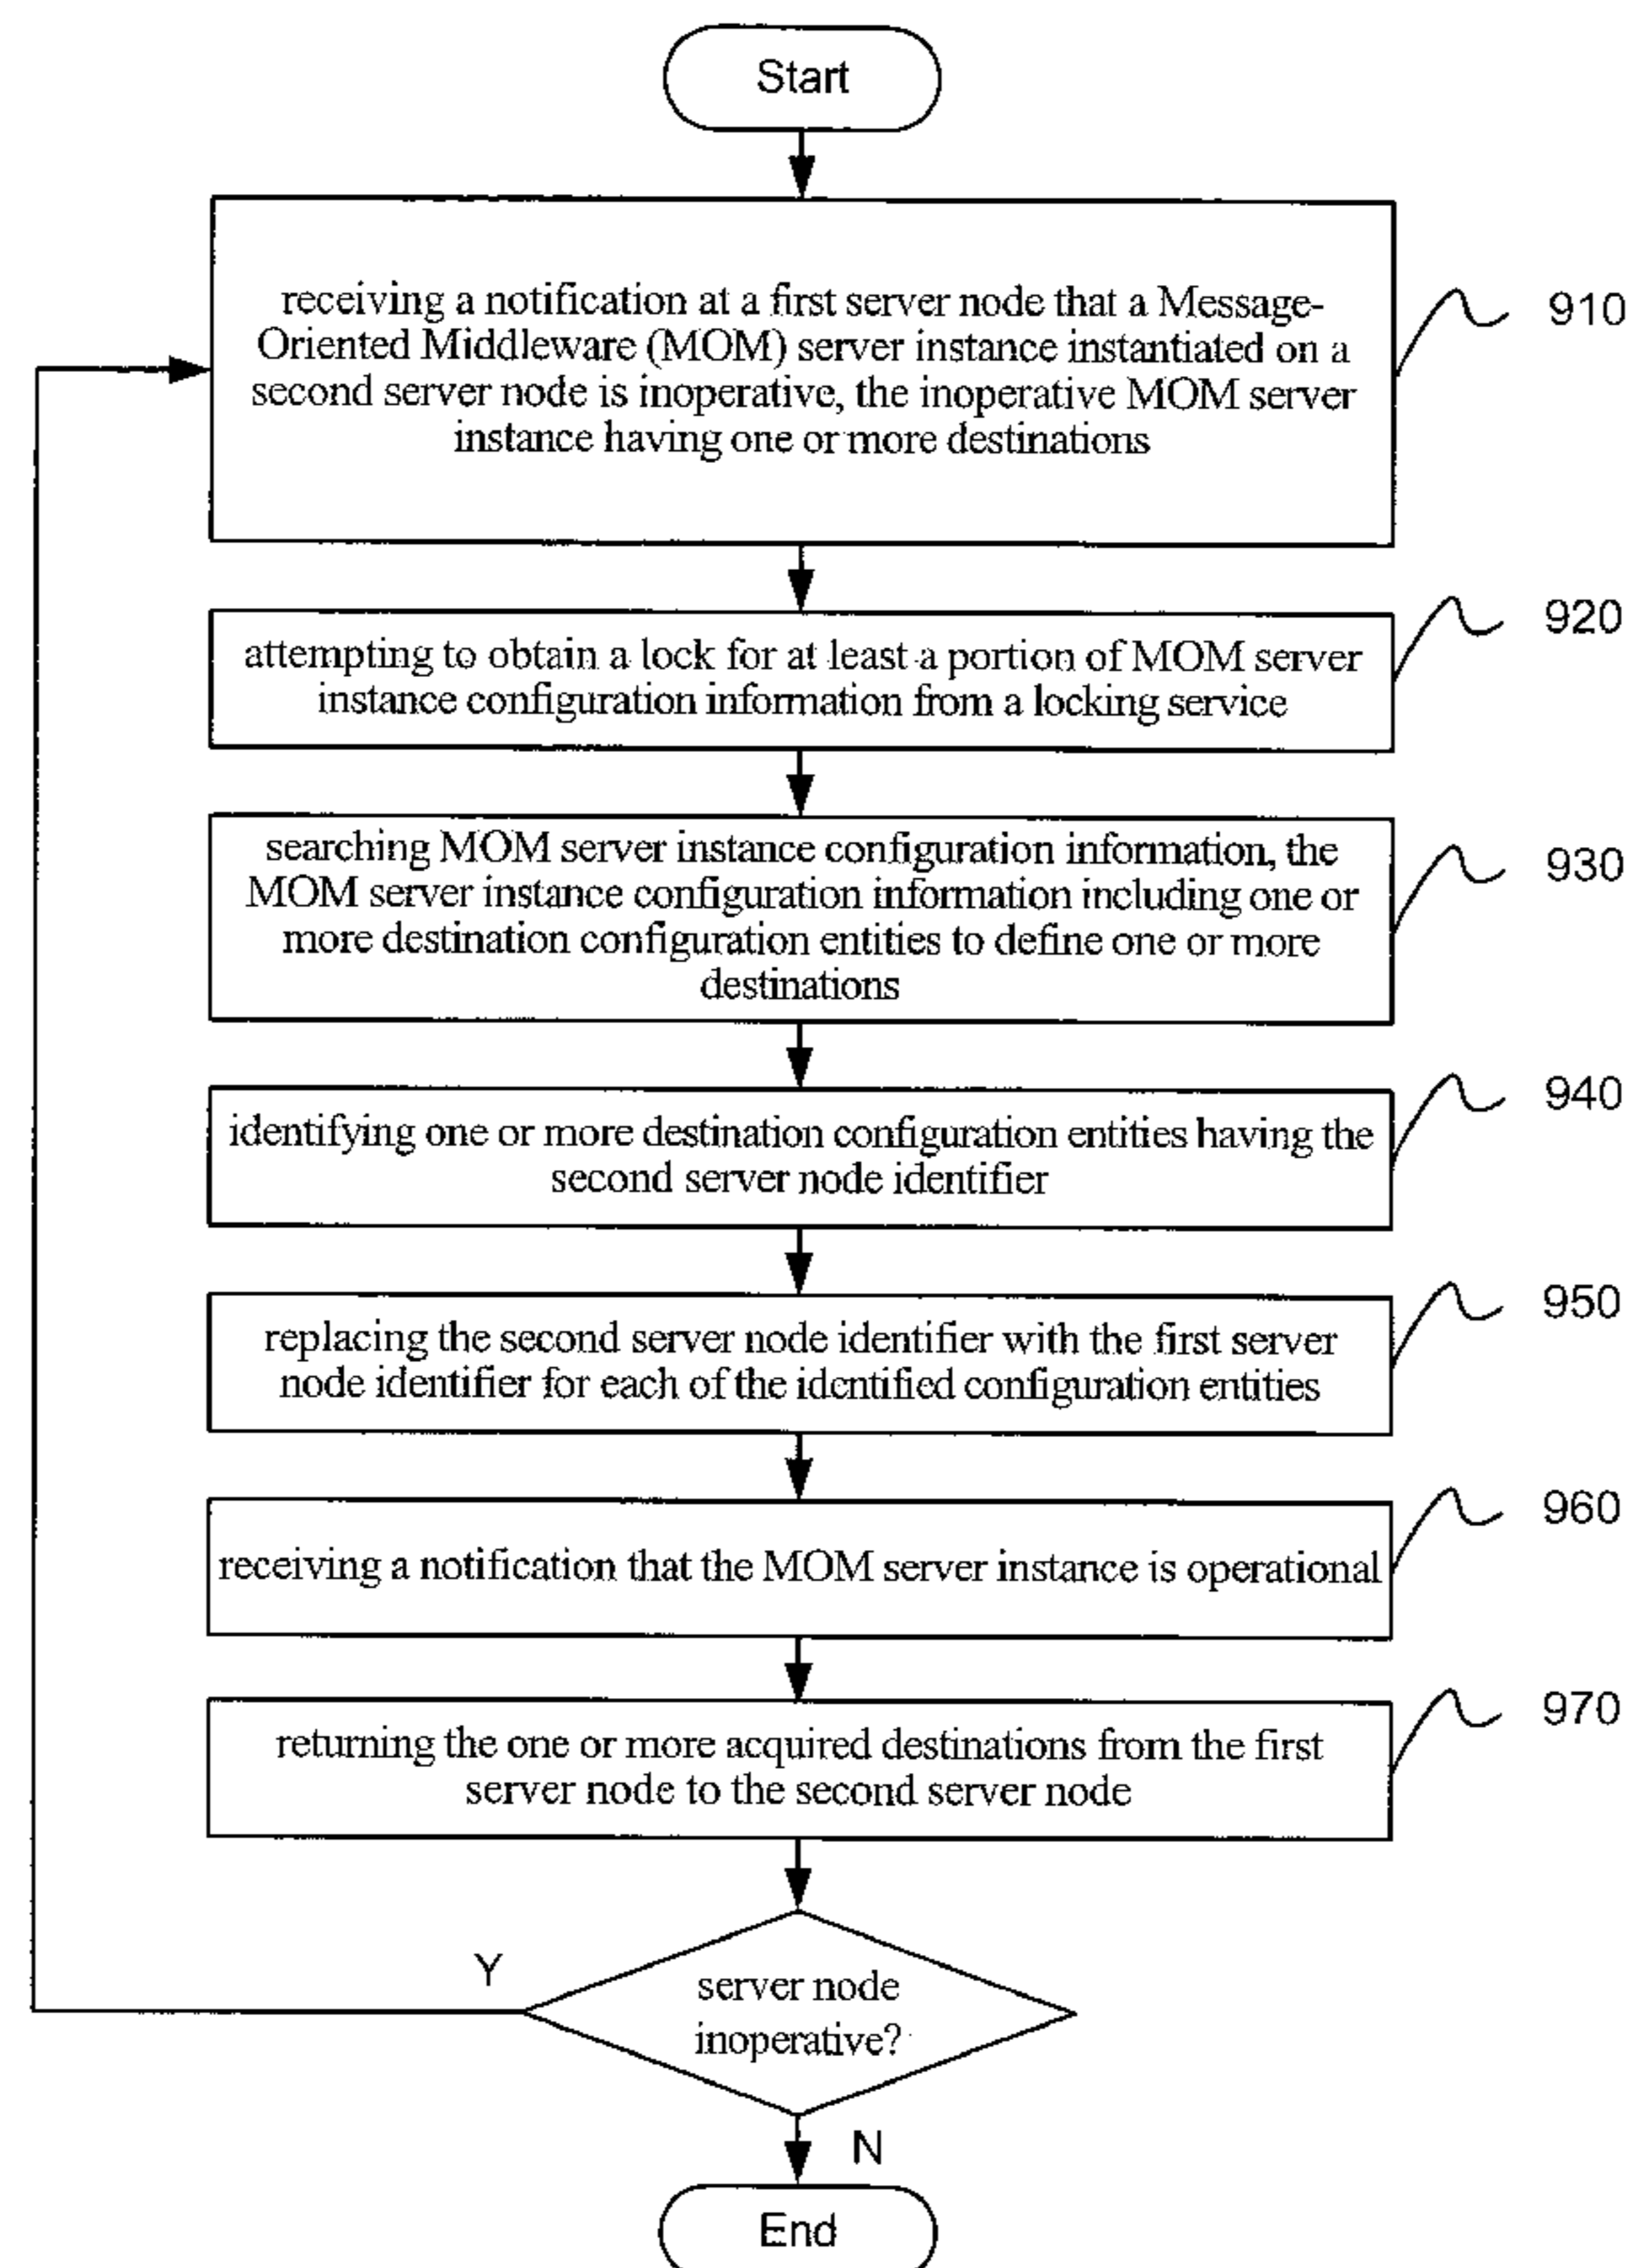 Start
receiving a notification at a first server node that a Message-
Oriented Middleware (MOM) server instance instantiated on a
second server node is inoperative, the inoperative MOM server
instance having one or more destinations
910
attempting to obtain a lock for at least a portion of MOM server
instance configuration information from a locking service
920
searching MOM server instance configuration information, the
MOM server instance configuration information including one or
more destination configuration entities to define one or more
destinations
930
identifying one or more destination configuration entities having the
second server node identifier
940
replacing the second server node identifier with the first server
node identifier for each of the identified configuration entities
950
receiving a notification that the MOM server instance is operational
960
returning the one or more acquired destinations from the first
server node to the second server node
970
Y
server node
inoperative?
N
End